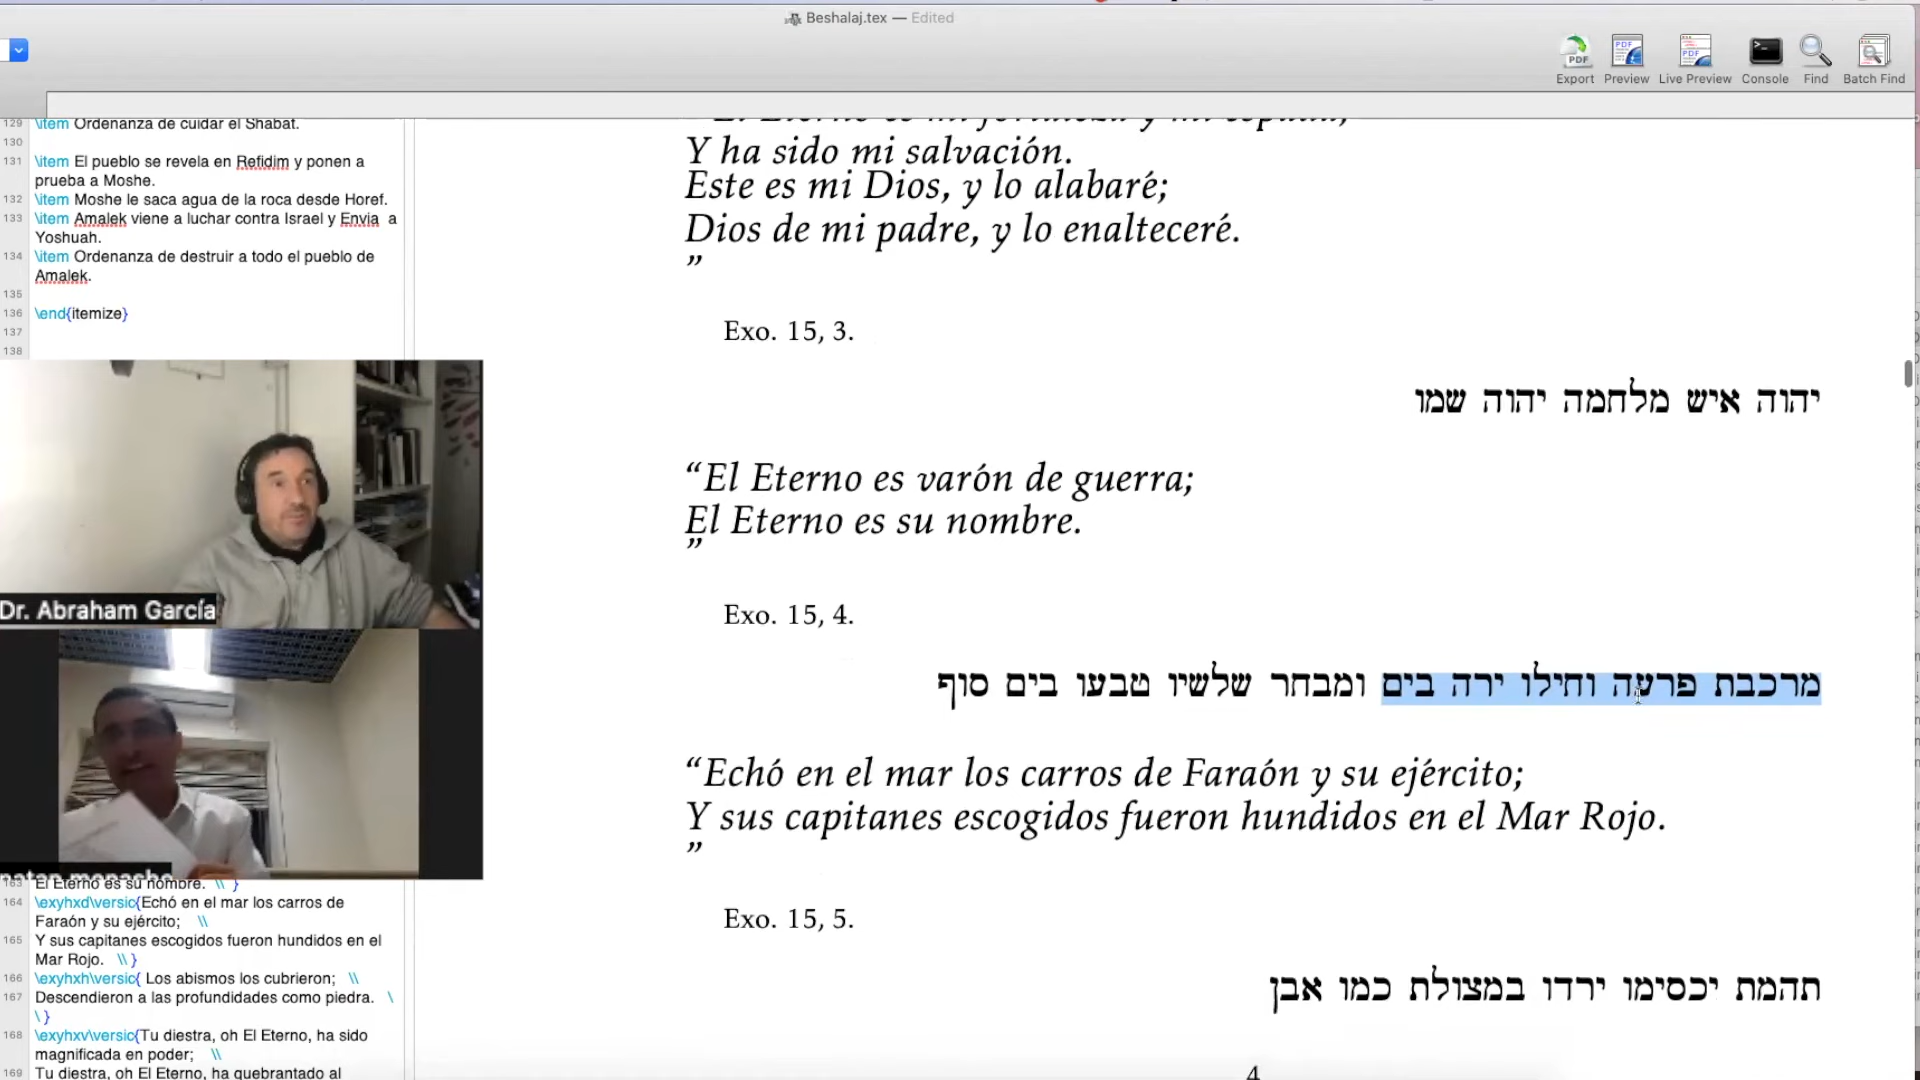 Beshalaj.tex — Edited
Export Preview Live Preview Console Find Batch Find
129 \item Ordenanza de cuidar el Shabat.
130
131 \item El pueblo se revela en Refidim y ponen a
prueba a Moshe.
132 \item Moshe le saca agua de la roca desde Horef.
133 \item Amalek viene a luchar contra Israel y Envia a
Yoshuah.
134 \item Ordenanza de destruir a todo el pueblo de
Amalek.
135
136 \end{itemize}
137
138
Dr. Abraham García
163 El Eterno es su nombre. \\ }
164 \exyhxd\versic{Echó en el mar los carros de
Faraón y su ejército; \\
165 Y sus capitanes escogidos fueron hundidos en el
Mar Rojo. \\ }
166 \exyhxh\versic{ Los abismos los cubrieron; \\
167 Descendieron a las profundidades como piedra. \
\ }
168 \exyhxv\versic{Tu diestra, oh El Eterno, ha sido
magnificada en poder; \\
169 Tu diestra, oh El Eterno, ha quebrantado al
“El Eterno es mi fortaleza y mi espada,
Y ha sido mi salvación.
Este es mi Dios, y lo alabaré;
Dios de mi padre, y lo enalteceré.
”
Exo. 15, 3.
יהוה איש מלחמה יהוה שמו
“El Eterno es varón de guerra;
El Eterno es su nombre.
”
Exo. 15, 4.
מרכבת פרעה וחילו ירה בים ומבחר שלשיו טבעו בים סוף
“Echó en el mar los carros de Faraón y su ejército;
Y sus capitanes escogidos fueron hundidos en el Mar Rojo.
”
Exo. 15, 5.
תהמת יכסימו ירדו במצולת כמו אבן
4